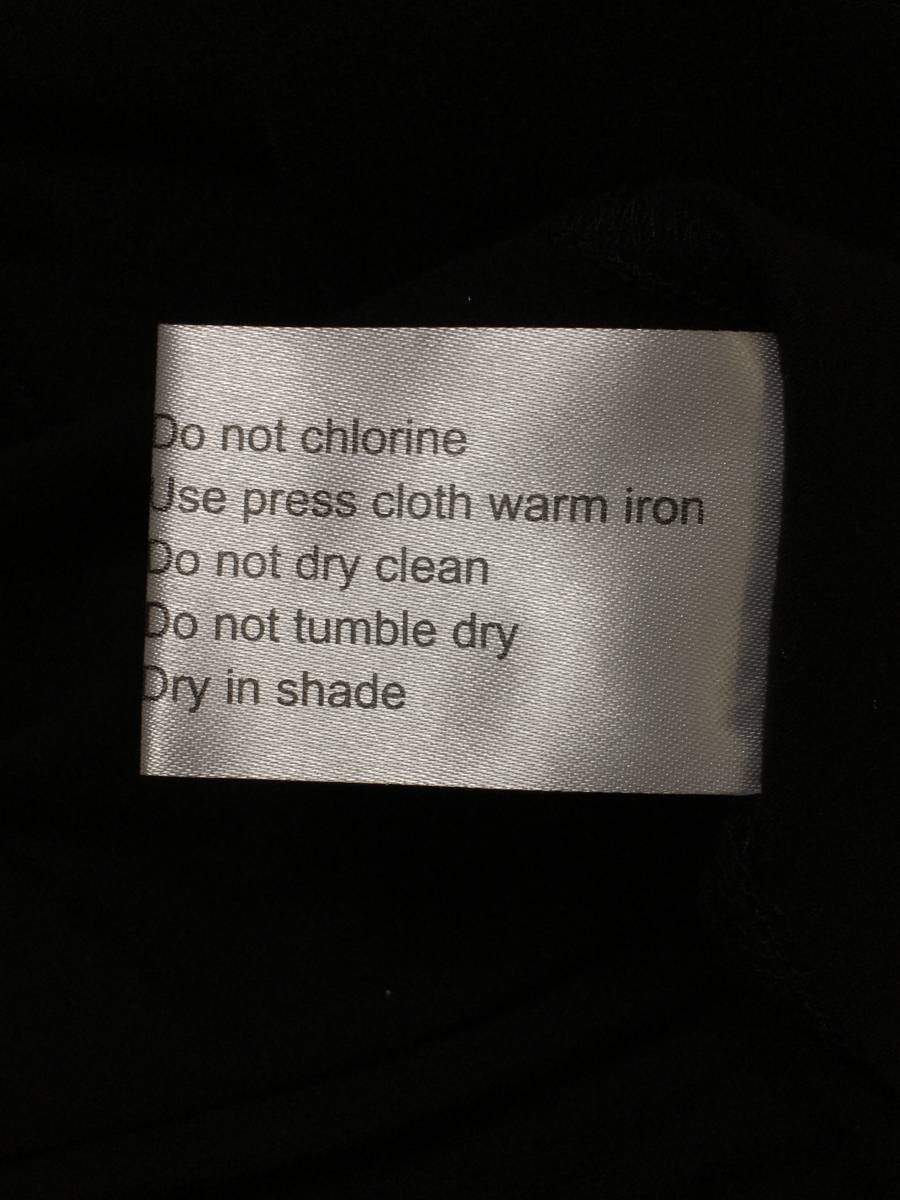 Do not chlorine
Use press cloth warm iron
Do not dry clean
Do not tumble dry
Dry in shade